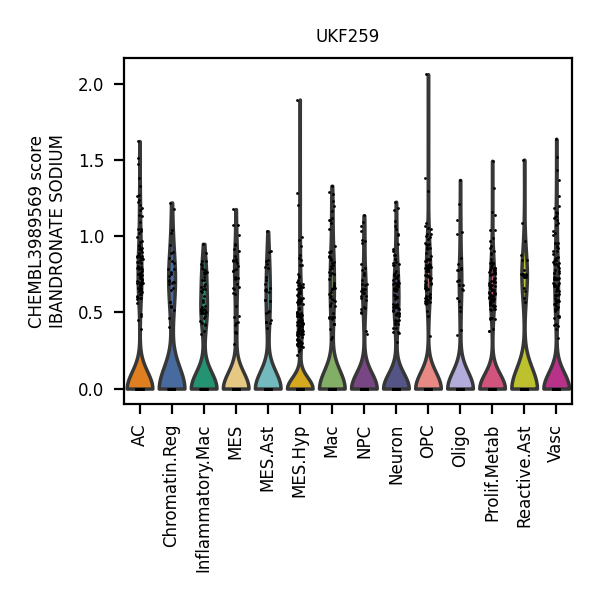 UKF259
CHEMBL3989569 score
IBANDRONATE SODIUM
2.0
1.5
1.0
0.5
0.0
AC
Chromatin.Reg
Inflammatory.Mac
MES
MES.Ast
MES.Hyp
Mac
NPC
Neuron
OPC
Oligo
Prolif.Metab
Reactive.Ast
Vasc